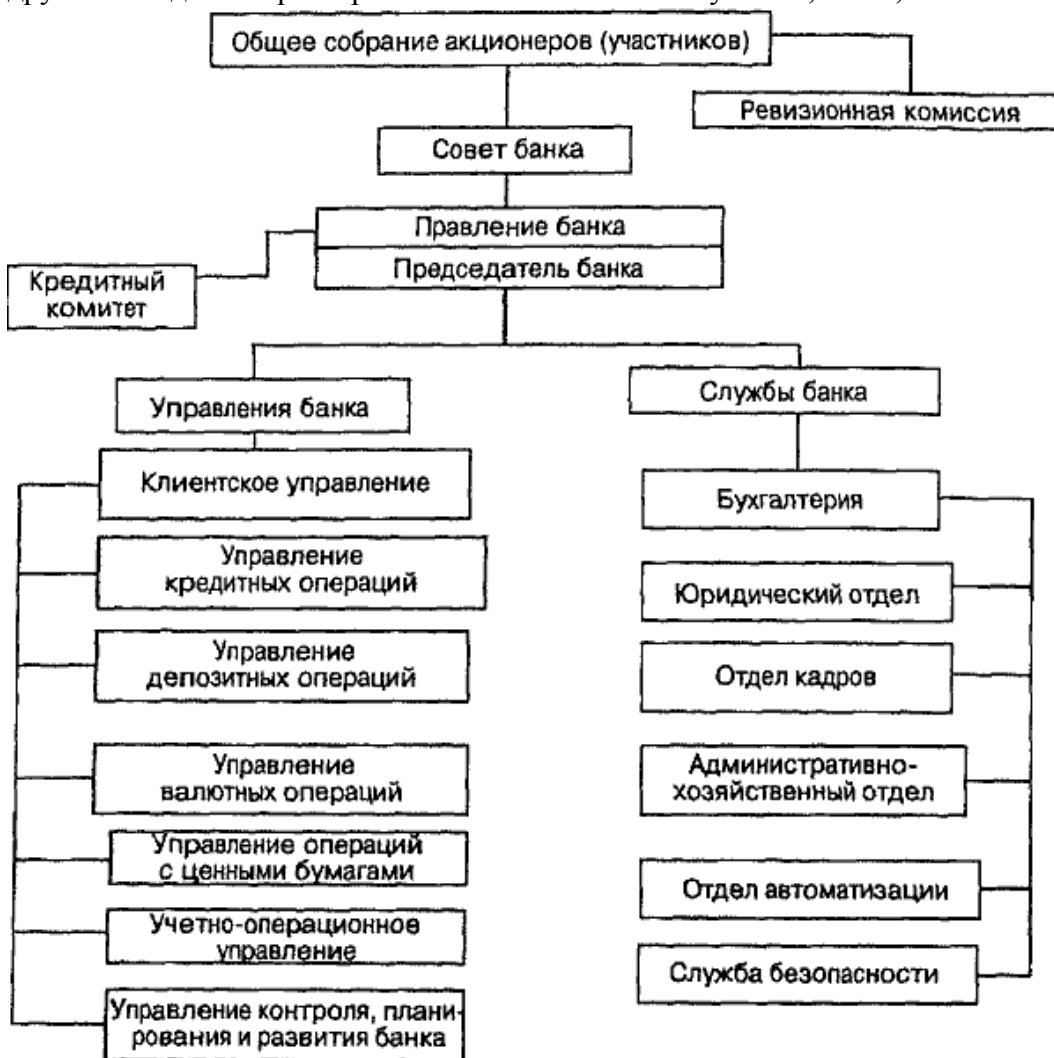 Общее собрание акционеров (участников)
Ревизионная комиссия
Совет банка
Правление банка
Председатель банка
Кредитный
комитет
Управления банка
Службы банка
Клиентское управление
Бухгалтерия
Управление
кредитных операций
Юридический отдел
Управление
депозитных операций
Отдел кадров
Управление
валютных операций
Административно-
хозяйственный отдел
Управление операций
с ценными бумагами
Отдел автоматизации
Учетно-операционное
управление
Служба безопасности
Управление контроля, плани-
рования и развития банка